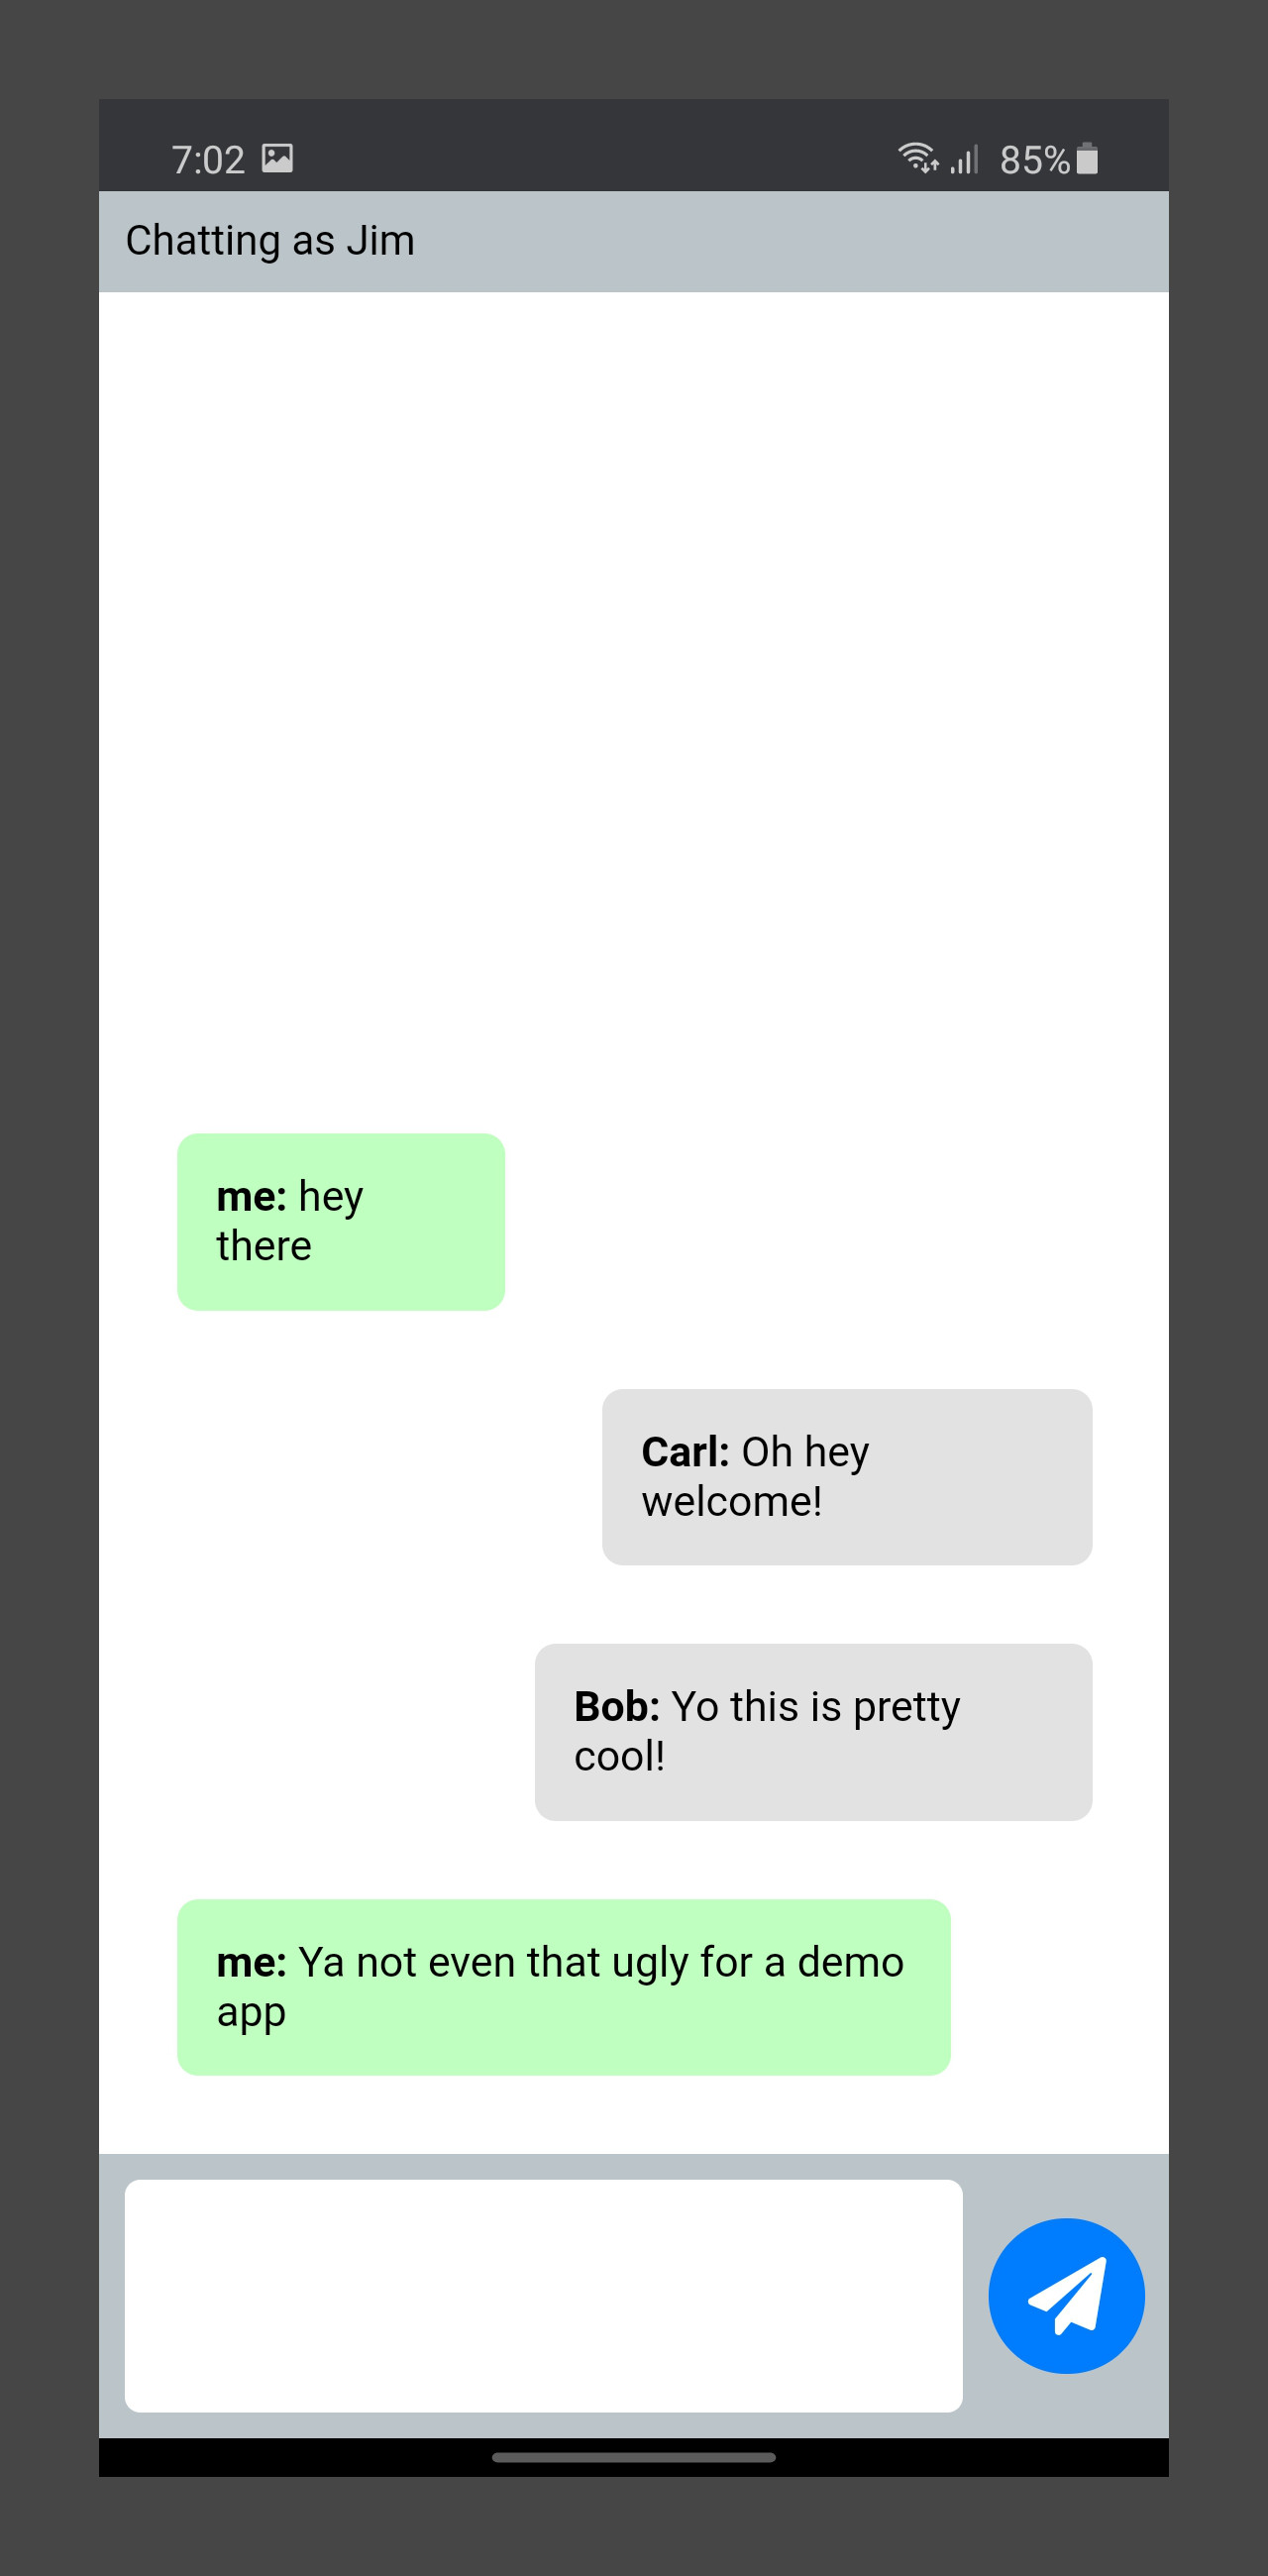 7:02 85%
Chatting as Jim
me: hey
there
Carl: Oh hey
welcome!
Bob: Yo this is pretty
cool!
me: Ya not even that ugly for a demo
app